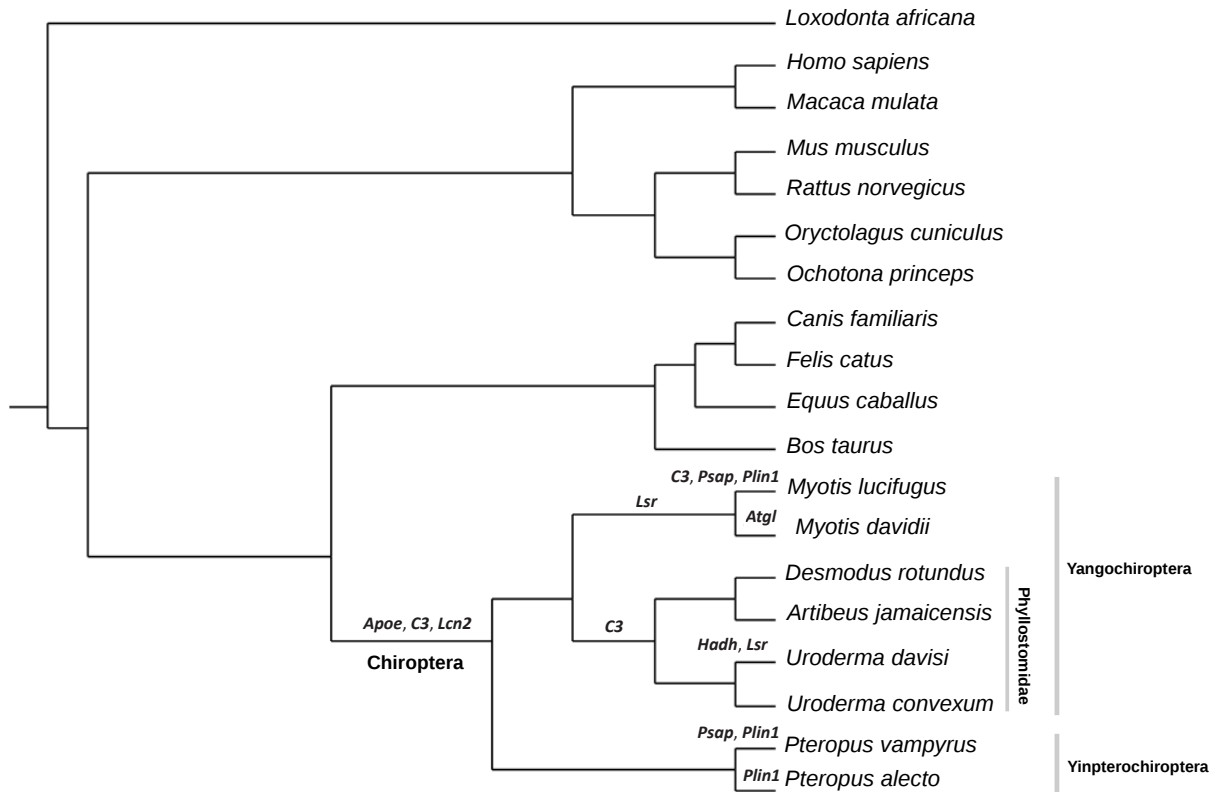 Loxodonta africana
Homo sapiens
Macaca mulata
Mus musculus
Rattus norvegicus
Oryctolagus cuniculus
Ochotona princeps
Canis familiaris
Felis catus
Equus caballus
Bos taurus
C3, Psap, Plin1
Myotis lucifugus
Lsr
Atgl
Myotis davidii
Yangochiroptera
Desmodus rotundus
Phyllostomidae
Artibeus jamaicensis
Apoe, C3, Lcn2
C3
Chiroptera
Hadh, Lsr
Uroderma davisi
Uroderma convexum
Psap, Plin1
Pteropus vampyrus
Yinpterochiroptera
Plin1
Pteropus alecto